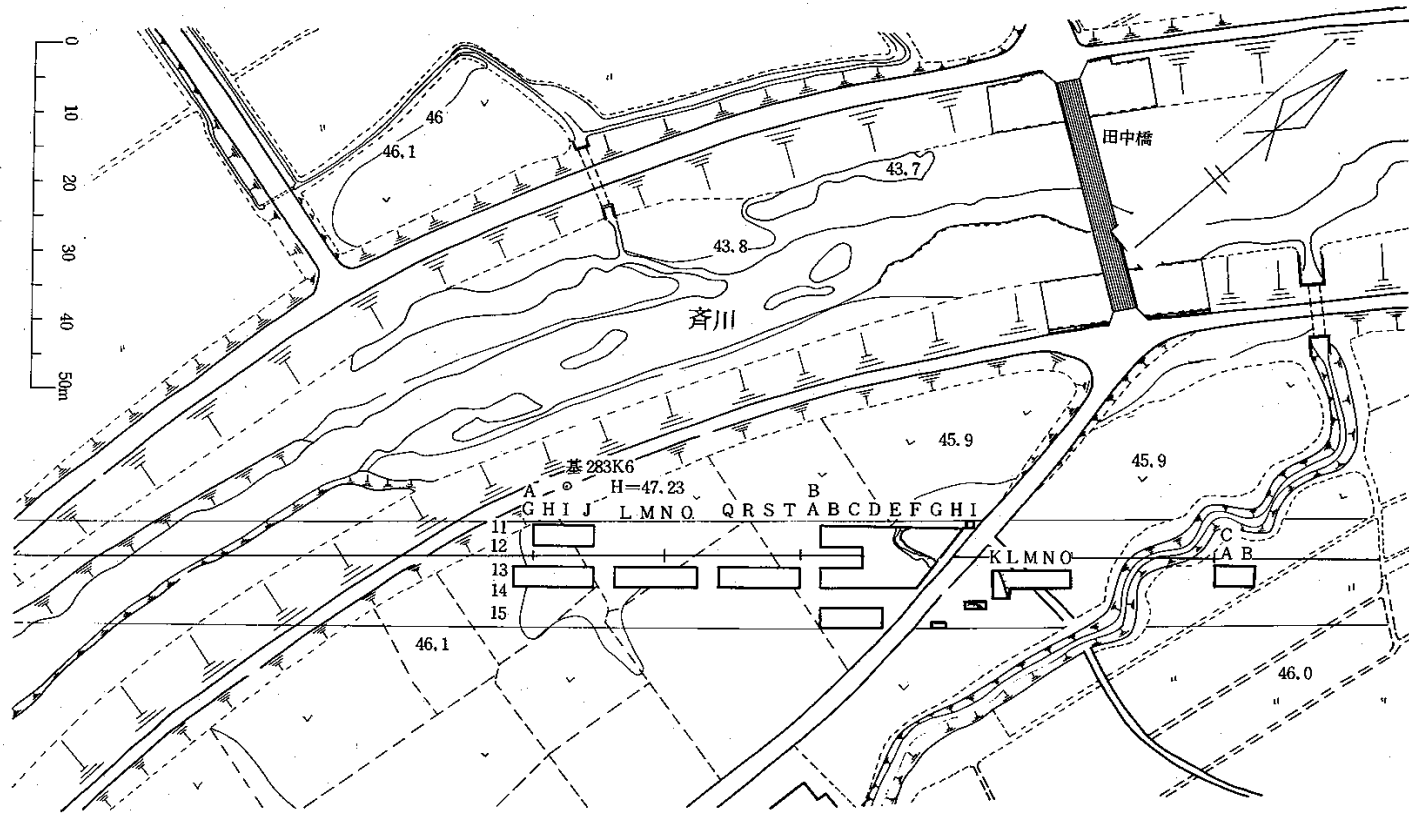 0
10
20
30
40
50m
46
46.1
43.7
43.8
田中橋
斉川
45.9
45.9
基283K6
H=47.23
A
B
G H I J L M N O Q R S T A B C D E F G H I
11
12
13
14
15
K L M N O
C
A B
46.1
46.0